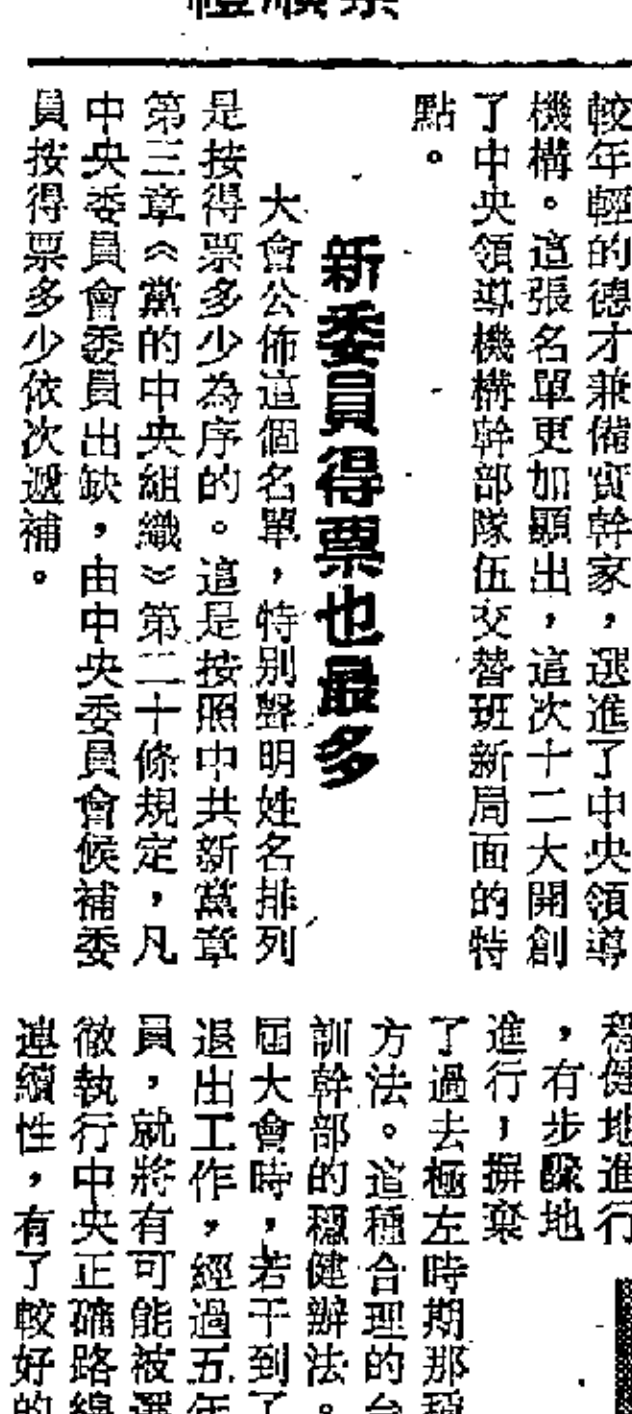 較年輕的德才兼備實幹家，選進了中央領導
機構。這張名單更加顯出，這次十二大開創
了中央領導機構幹部隊伍交替班新局面的特
點。
新委員得票也最多
大會公佈這個名單，特別聲明姓名排列
是按得票多少為序的。這是按照中共新黨章
第三章《黨的中央組織》第二十條規定，凡
中央委員會委員出缺，由中央委員會候補委
員按得票多少依次遞補。
穩健地進行
，有步驟地
進行，摒棄
了過去極左時期那種
方法。這種合理的
訓幹部的穩健辦法。
屆大會時，若干到了
退出工作，經過五年
員，就將有可能被選
徹執行中央正確路線
連續性，有了較好的